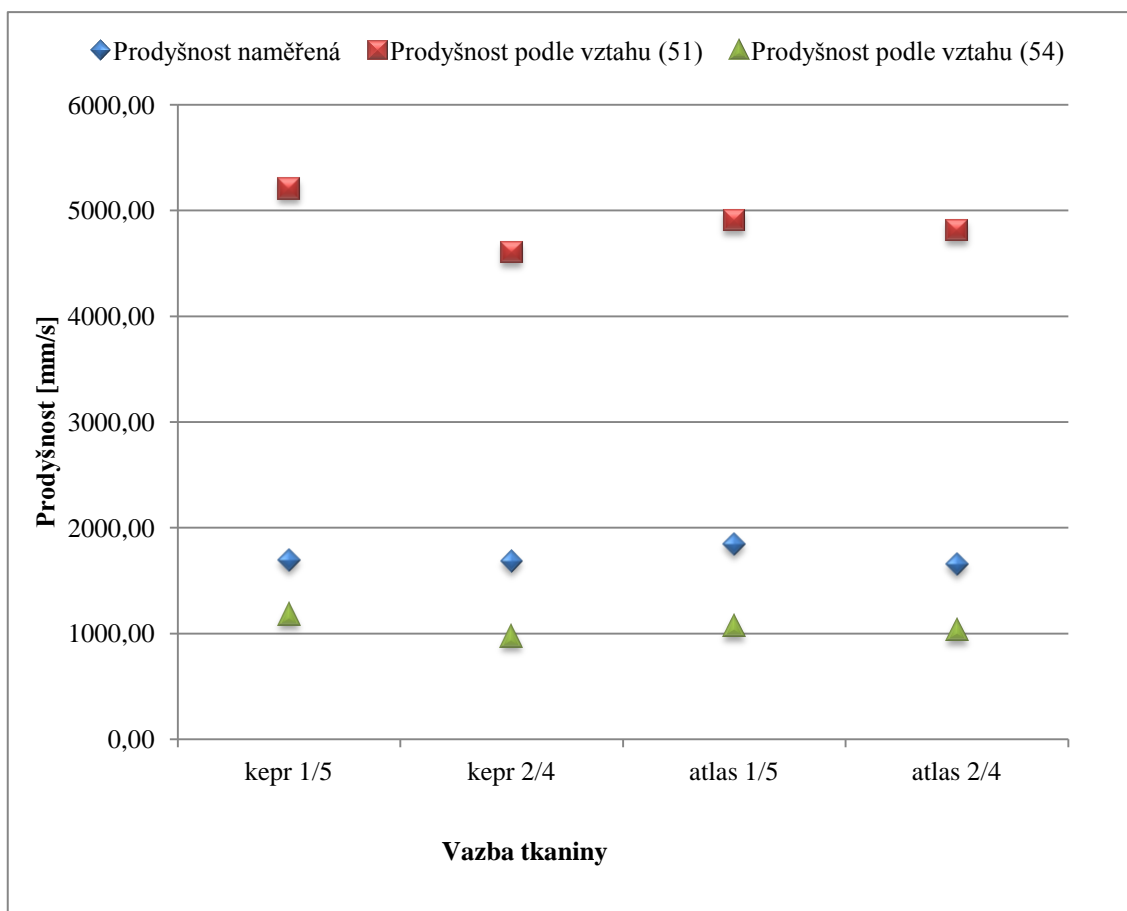 Prodyšnost naměřená Prodyšnost podle vztahu (51) Prodyšnost podle vztahu (54)
6000,00
5000,00
4000,00
3000,00
2000,00
1000,00
0,00
Prodyšnost [mm/s]
kepr 1/5 kepr 2/4 atlas 1/5 atlas 2/4
Vazba tkaniny